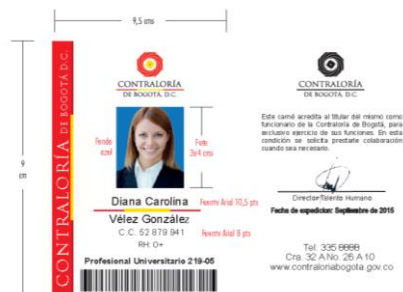 9,5 cms
9
cm
CONTRALORÍA DE BOGOTÁ D.C.
CONTRALORÍA
DE BOGOTÁ, D.C.
Fondo
azul
Foto
3x4 cms
Diana Carolina
Fuente Arial 10,5 pts
Vélez González
C.C. 52 879 941
Fuente Arial 8 pts
RH: O+
Profesional Universitario 219-05
CONTRALORÍA
DE BOGOTÁ, D.C.
Este carné acredita al titular del mismo como
funcionario de la Contraloría de Bogotá, para
exclusivo ejercicio de sus funciones. En esta
condición se solicita prestarle colaboración
cuando sea necesario.
Director Talento Humano
Fecha de expedicion: Septiembre de 2015
Tel: 335 8888
Cra. 32 A No. 26 A 10
www.contraloriabogota.gov.co